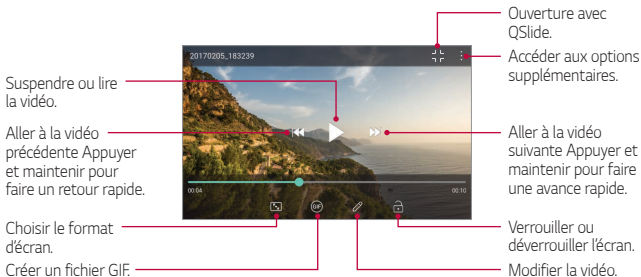 Ouverture avec
QSlide.
Accéder aux options
supplémentaires.
20170205_183239
Suspendre ou lire
la vidéo.
Aller à la vidéo
précédente Appuyer
et maintenir pour
faire un retour rapide.
Aller à la vidéo
suivante Appuyer et
maintenir pour faire
une avance rapide.
00:04
00:10
GIF
Choisir le format
d'écran.
Créer un fichier GIF.
Verrouiller ou
déverrouiller l'écran.
Modifier la vidéo.